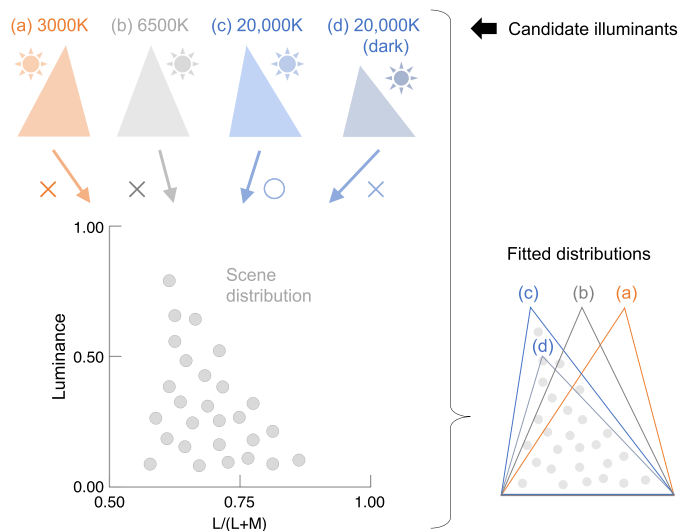 (a) 3000K
(b) 6500K
(c) 20,000K
(d) 20,000K
(dark)
Candidate illuminants
1.00
Scene
distribution
0.50
Luminance
0.00
0.50
0.75
1.00
L/(L+M)
Fitted distributions
(c)
(b)
(a)
(d)